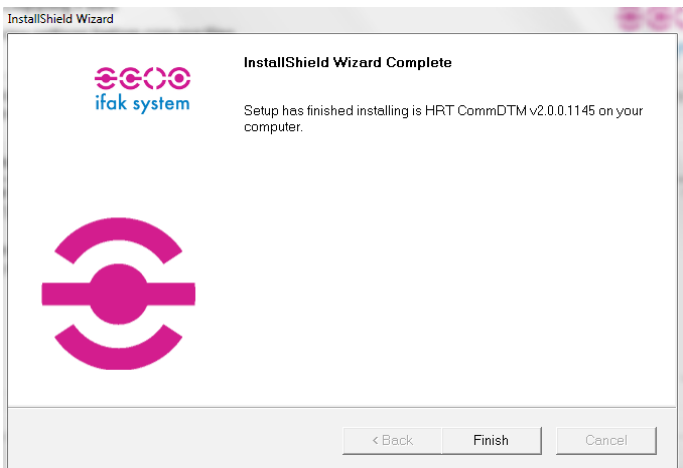 InstallShield Wizard
InstallShield Wizard Complete
ifak system
Setup has finished installing is HRT CommDTM v2.0.0.1145 on your
computer.
< Back
Finish
Cancel